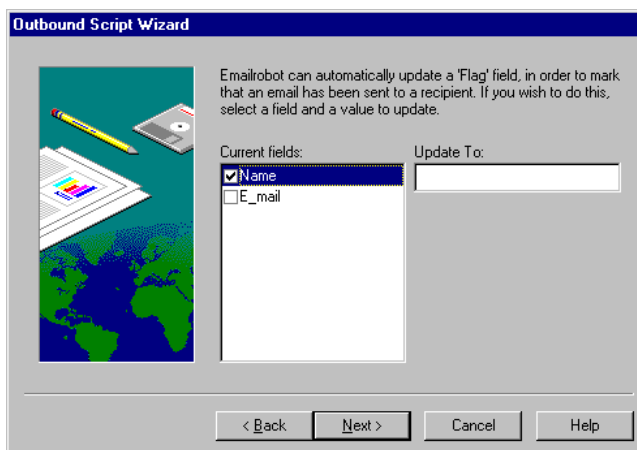 Outbound Script Wizard
Emailrobot can automatically update a 'Flag' field, in order to mark
that an email has been sent to a recipient. If you wish to do this,
select a field and a value to update.
Current fields:
Update To:
Name
E_mail
< Back
Next >
Cancel
Help